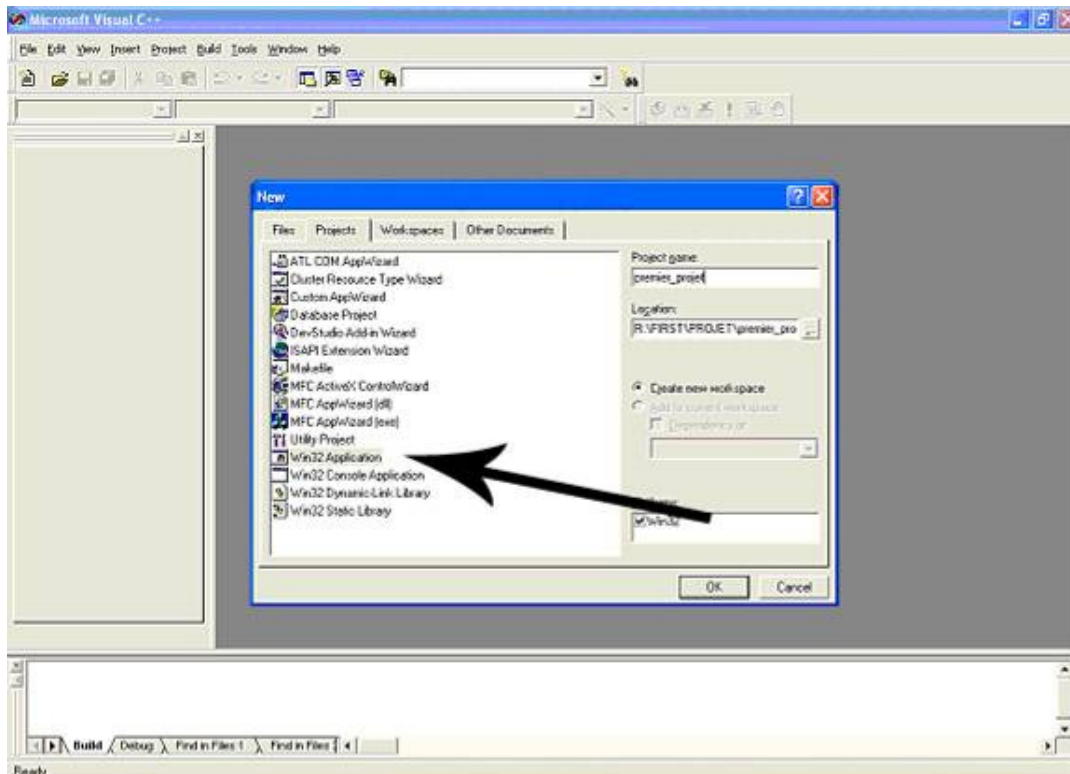 Microsoft Visual C++
File Edit View Insert Project Build Tools Window Help
New
Files Projects Workspaces Other Documents
ATL COM AppWizard
Cluster Resource Type Wizard
Custom AppWizard
Database Project
DevStudio Add-in Wizard
ISAPI Extension Wizard
Makefile
MFC ActiveX ControlWizard
MFC AppWizard (dll)
MFC AppWizard (exe)
Utility Project
Win32 Application
Win32 Console Application
Win32 Dynamic-Link Library
Win32 Static Library
Project name:
premier_projet
Location:
R:\FIRST\PROJET\premier_pro
...
Create new workspace
Add to current workspace
Dependency of:
Win32
OK Cancel
Build Debug Find in Files 1 Find in Files 2
Ready